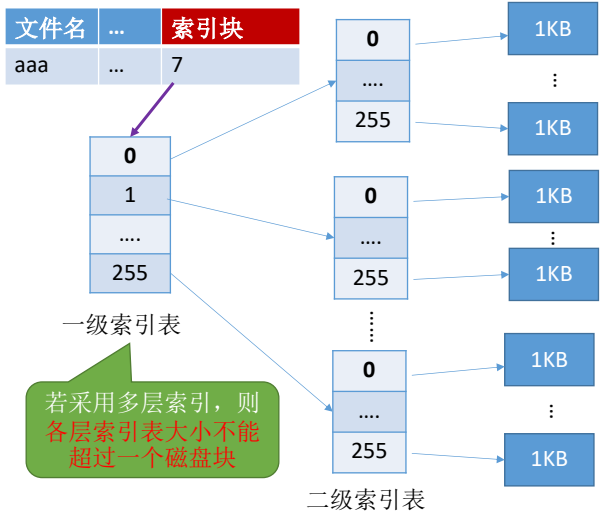 文件名 … 索引块
aaa … 7
0
1
….
255
一级索引表
若采用多层索引，则
各层索引表大小不能
超过一个磁盘块
0
….
255
0
….
255
……
0
….
255
二级索引表
1KB
…
1KB
1KB
…
1KB
1KB
…
1KB